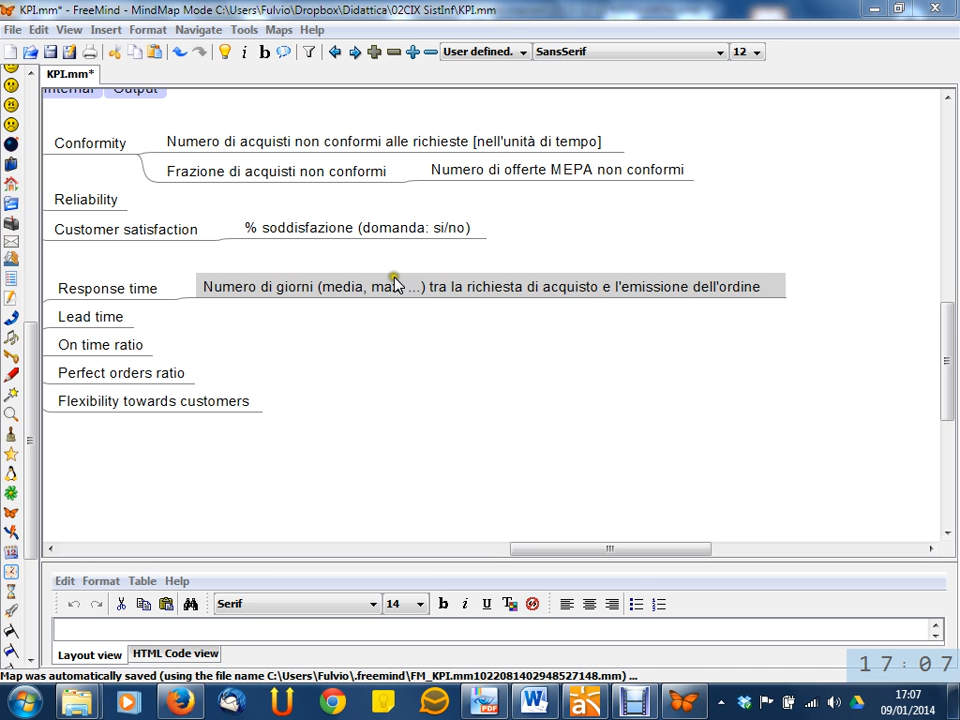 KPI.mm* - FreeMind - MindMap Mode C:\Users\Fulvio\Dropbox\Didattica\02CIX SistInf\KPI.mm
File Edit View Insert Format Navigate Tools Maps Help
User defined. SansSerif 12
KPI.mm*
Internal Output
Conformity
Numero di acquisti non conformi alle richieste [nell'unità di tempo]
Frazione di acquisti non conformi
Numero di offerte MEPA non conformi
Reliability
Customer satisfaction
% soddisfazione (domanda: si/no)
Response time
Numero di giorni (media, ...) tra la richiesta di acquisto e l'emissione dell'ordine
Lead time
On time ratio
Perfect orders ratio
Flexibility towards customers
Edit Format Table Help
Serif 14
Layout view HTML Code view
Map was automatically saved (using the file name C:\Users\Fulvio\.freemind\FM_KPI.mm1022081402948527148.mm) ...
17:07
17:07
09/01/2014